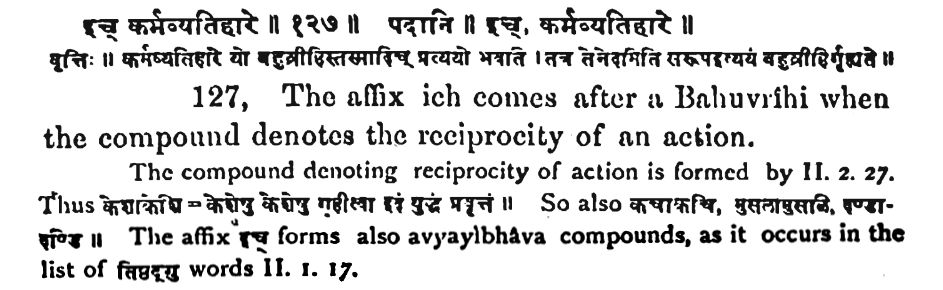 इच् कर्मव्यतिहारे ॥ १२७ ॥ पदानि ॥ इच्, कर्मव्यतिहारे ॥
वृत्तिः ॥ कर्मव्यतिहारे यो बहुव्रीहिस्तस्मादिच् प्रत्ययो भवति । तत्र तेनेदमिति सरूपइत्ययं बहुव्रीहिर्गृह्यते ॥
127, The affix ich comes after a Bahuvrîhi when
the compound denotes the reciprocity of an action.
The compound denoting reciprocity of action is formed by II. 2. 27.
Thus केशाकेशि = केशेषु केशेषु गृहीत्वा इदं युद्धं प्रवृत्तं ॥ So also कचाकचि, मुसलामुसलि, दण्डा-
दण्डि ॥ The affix इच् forms also avyayîbhâva compounds, as it occurs in the
list of तिष्ठद्गु words II. 1. 17.